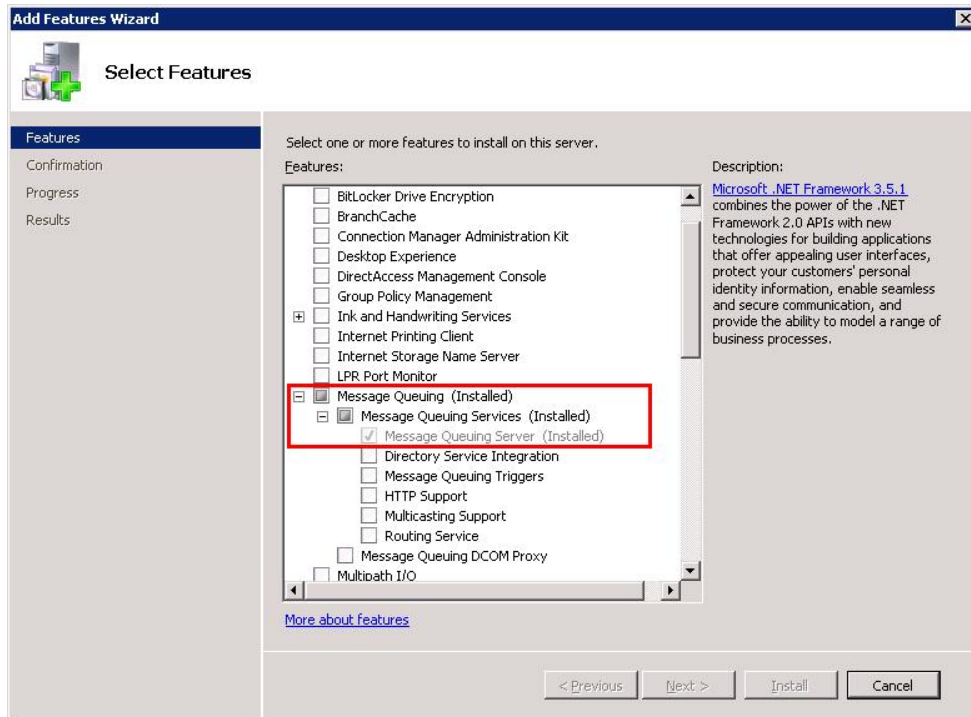 Add Features Wizard
Select Features
Features
Confirmation
Progress
Results
Select one or more features to install on this server.
Features:
BitLocker Drive Encryption
BranchCache
Connection Manager Administration Kit
Desktop Experience
DirectAccess Management Console
Group Policy Management
Ink and Handwriting Services
Internet Printing Client
Internet Storage Name Server
LPR Port Monitor
Message Queuing (Installed)
Message Queuing Services (Installed)
Message Queuing Server (Installed)
Directory Service Integration
Message Queuing Triggers
HTTP Support
Multicasting Support
Routing Service
Message Queuing DCOM Proxy
Multipath I/O
More about features
Description:
Microsoft .NET Framework 3.5.1
combines the power of the .NET
Framework 2.0 APIs with new
technologies for building applications
that offer appealing user interfaces,
protect your customers' personal
identity information, enable seamless
and secure communication, and
provide the ability to model a range of
business processes.
< Previous
Next >
Install
Cancel